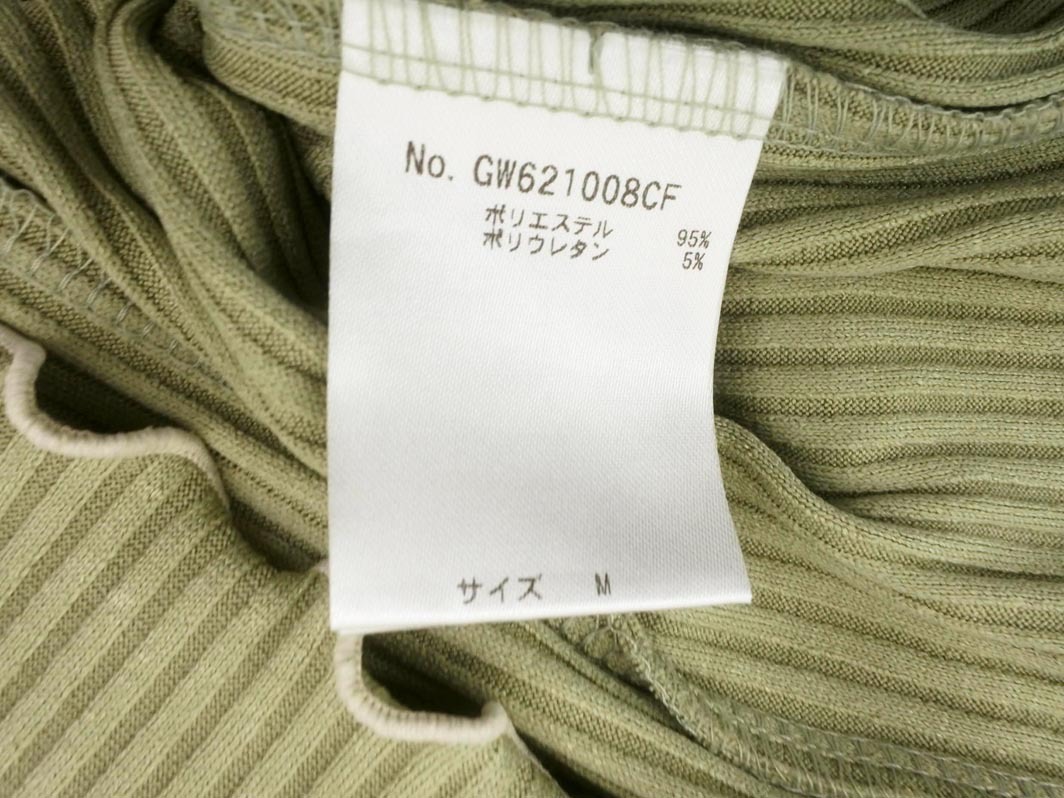 No. GW621008CF
ポリエステル 95%
ポリウレタン 5%
サイズ M